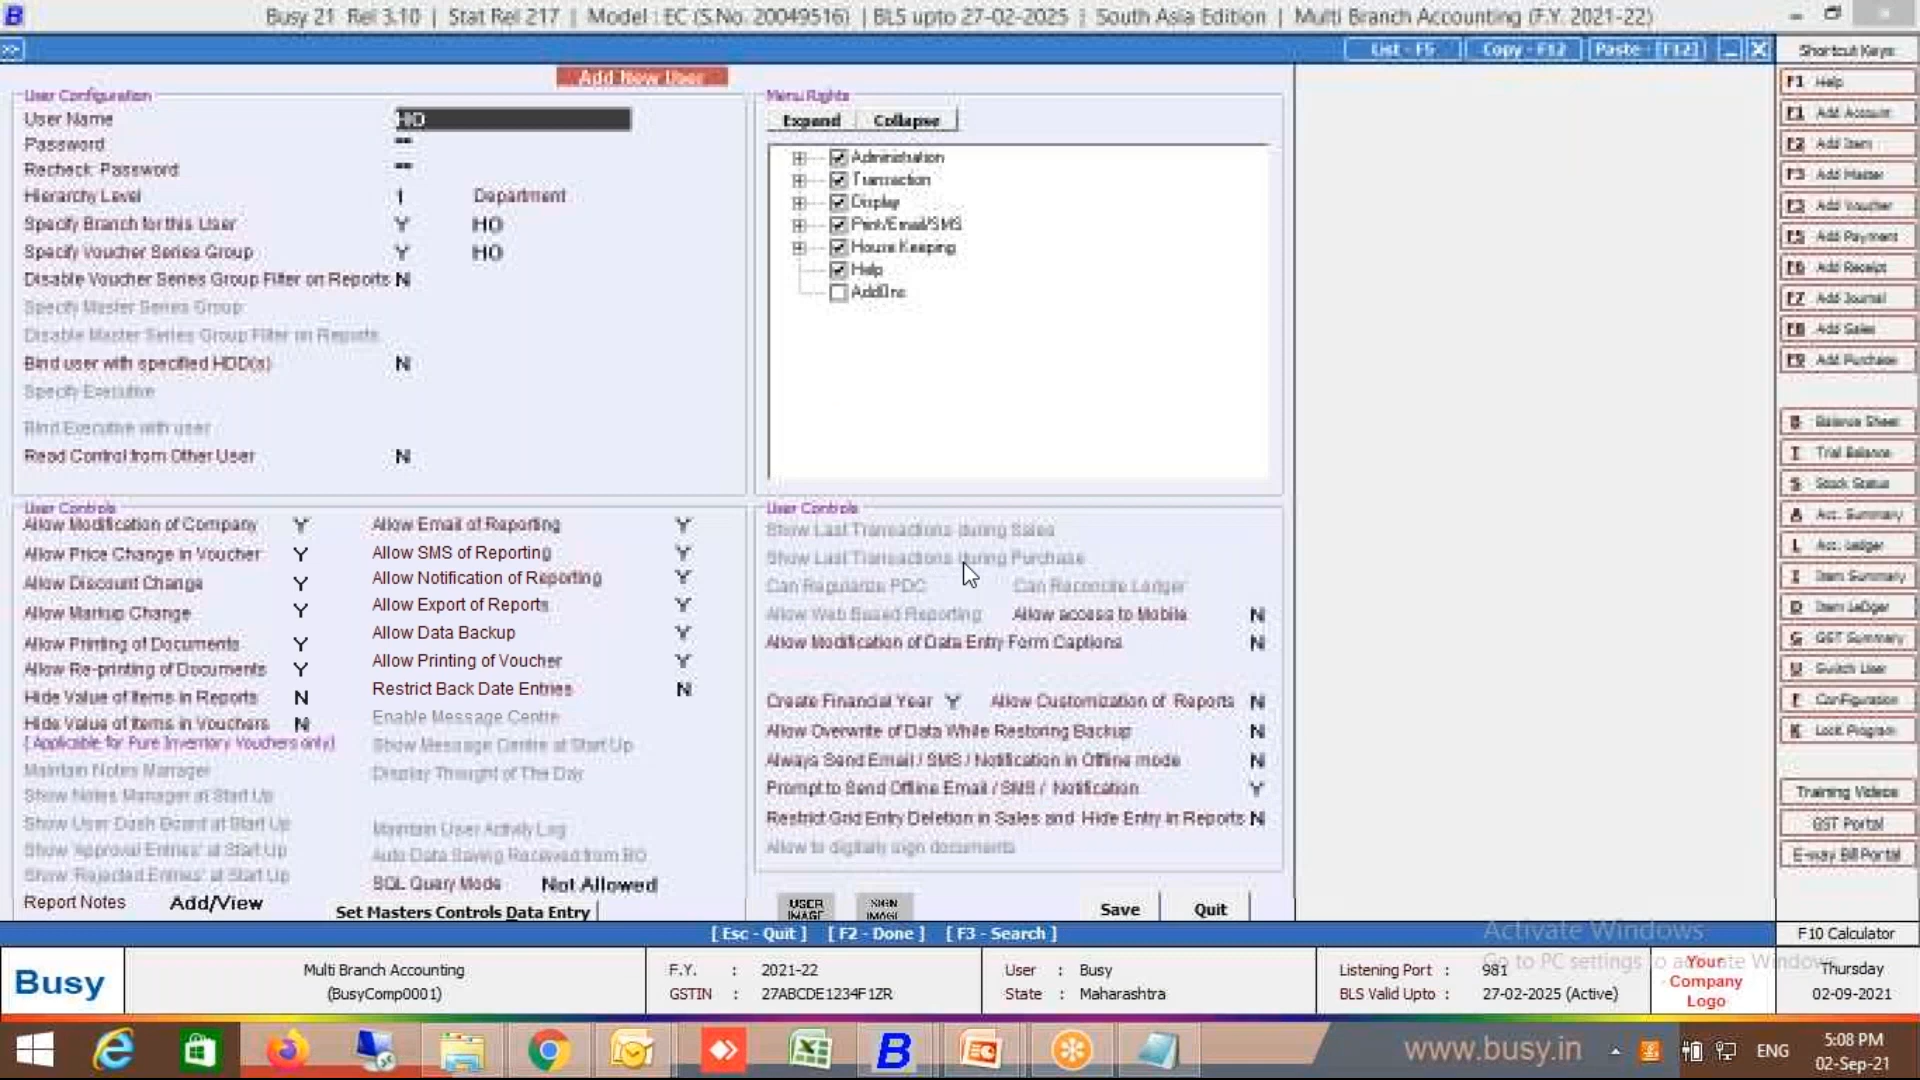 Busy 21 Rel 3.10 | Stat Rel 217 | Model : EC (S.No. 20049516) | BLS upto 27-02-2025 | South Asia Edition | Multi Branch Accounting (F.Y. 2021-22)
>>
List - F5 Copy - F12 Paste - [F12]
Shortcut Keys
Add New User
User Configuration
User Name HO
Password
Recheck Password
Hierarchy Level 1 Department
Specify Branch for this User Y HO
Specify Voucher Series Group Y HO
Disable Voucher Series Group Filter on Reports N
Specify Master Series Group
Disable Master Series Group Filter on Reports
Bind user with specified HDD(s) N
Specify Executive
Bind Executive with user
Read Control from Other User N
Menu Rights
Expand Collapse
Administration
Transaction
Display
Print/Email/SMS
House Keeping
Help
AddOns
User Controls
Allow Modification of Company Y
Allow Price Change in Voucher Y
Allow Discount Change Y
Allow Markup Change Y
Allow Printing of Documents Y
Allow Re-printing of Documents Y
Hide Value of Items in Reports N
Hide Value of Items in Vouchers N
(Applicable for Pure Inventory Vouchers only)
Maintain Notes Manager
Show Notes Manager at Start Up
Show User Dash Board at Start Up
Show 'Approval Entries' at Start Up
Show 'Rejected Entries' at Start Up
Report Notes Add/View
Allow Email of Reporting Y
Allow SMS of Reporting Y
Allow Notification of Reporting Y
Allow Export of Reports Y
Allow Data Backup Y
Allow Printing of Voucher Y
Restrict Back Date Entries N
Enable Message Centre
Show Message Centre at Start Up
Display Thought of The Day
Maintain User Activity Log
Auto Data Saving Received from BO
SQL Query Mode Not Allowed
Set Masters Controls Data Entry
User Controls
Show Last Transactions during Sales
Show Last Transactions during Purchase
Can Regularize PDC Can Reconcile Ledger
Allow Web Based Reporting Allow access to Mobile N
Allow Modification of Data Entry Form Captions N
Create Financial Year Y Allow Customization of Reports N
Allow Overwrite of Data While Restoring Backup N
Always Send Email / SMS / Notification in Offline mode N
Prompt to Send Offline Email / SMS / Notification Y
Restrict Grid Entry Deletion in Sales and Hide Entry in Reports N
Allow to digitally sign documents
USER IMAGE SIGN IMAGE Save Quit
F1 Help
F1 Add Account
F2 Add Item
F3 Add Master
F3 Add Voucher
F5 Add Payment
F6 Add Receipt
F7 Add Journal
F8 Add Sales
F9 Add Purchase
B Balance Sheet
T Trial Balance
S Stock Status
A Acc. Summary
L Acc. Ledger
I Item Summary
D Item LeDger
G GST Summary
U Switch User
F ConFiguration
K Lock Program
Training Videos
GST Portal
E-way Bill Portal
[ Esc - Quit ] [ F2 - Done ] [ F3 - Search ]
F10 Calculator
Activate Windows
Go to PC settings to activate Windows.
Busy
Multi Branch Accounting
(BusyComp0001)
F.Y. : 2021-22
GSTIN : 27ABCDE1234F1ZR
User : Busy
State : Maharashtra
Listening Port : 981
BLS Valid Upto : 27-02-2025 (Active)
Your
Company
Logo
Thursday
02-09-2021
www.busy.in
ENG
5:08 PM
02-Sep-21